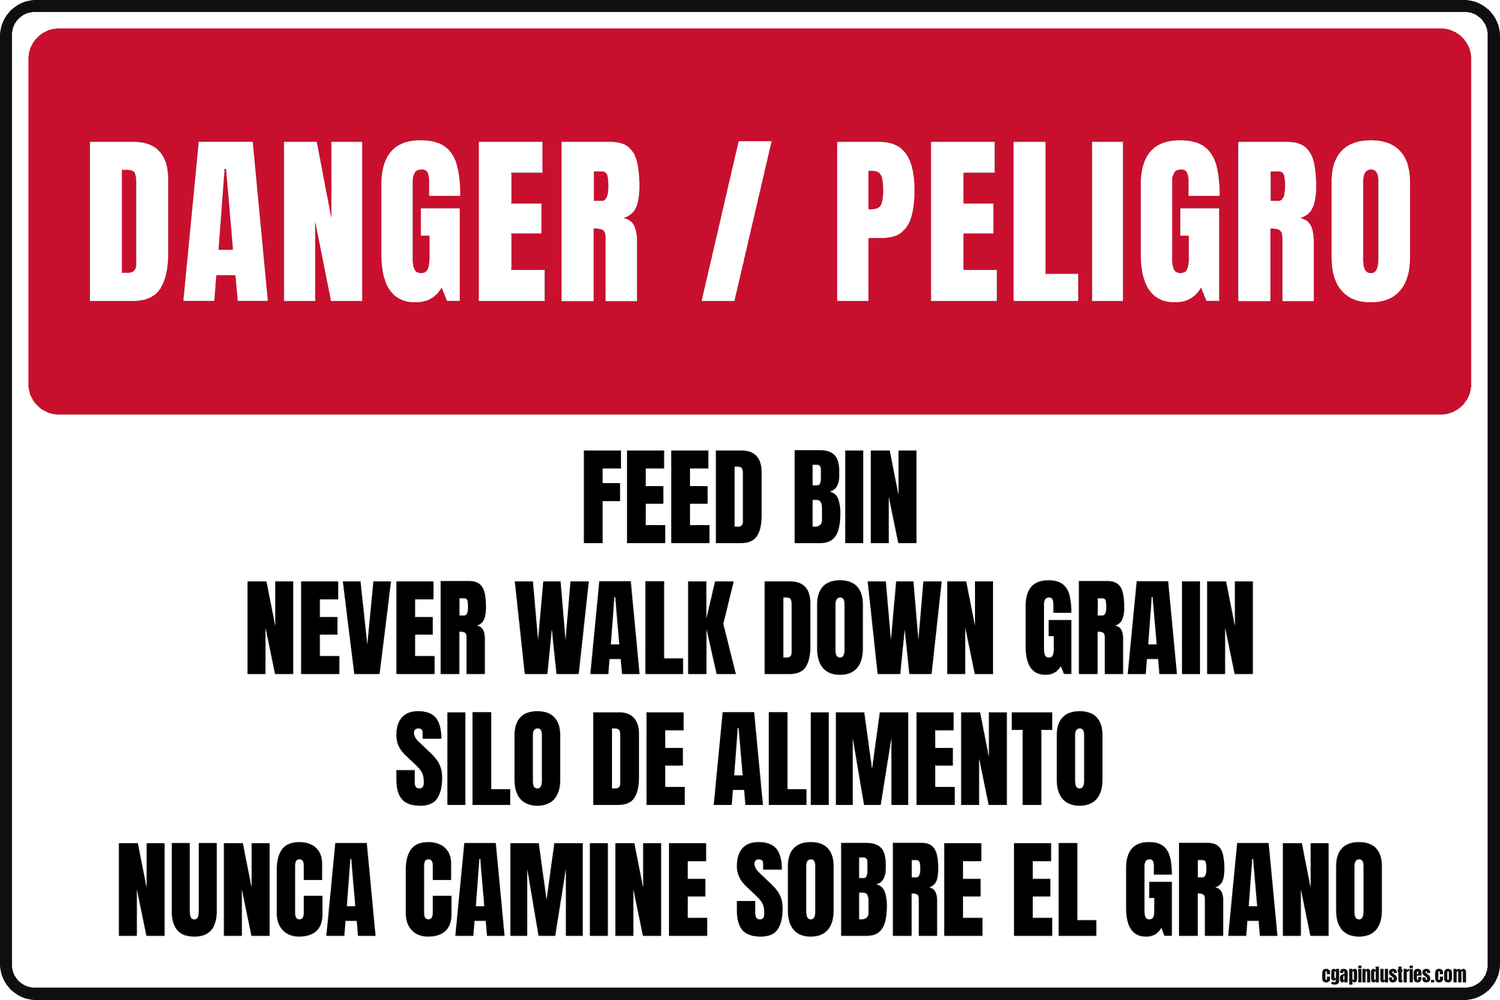 DANGER / PELIGRO
FEED BIN
NEVER WALK DOWN GRAIN
SILO DE ALIMENTO
NUNCA CAMINE SOBRE EL GRANO
cgapindustries.com